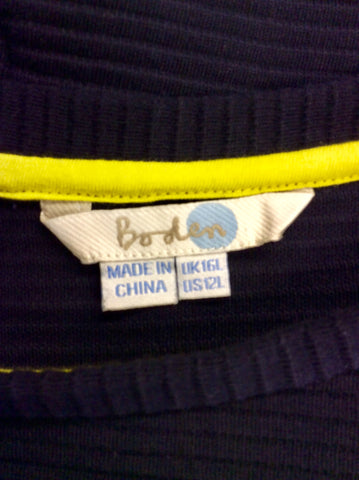 Boden
MADE IN
CHINA
UK16L
US12L